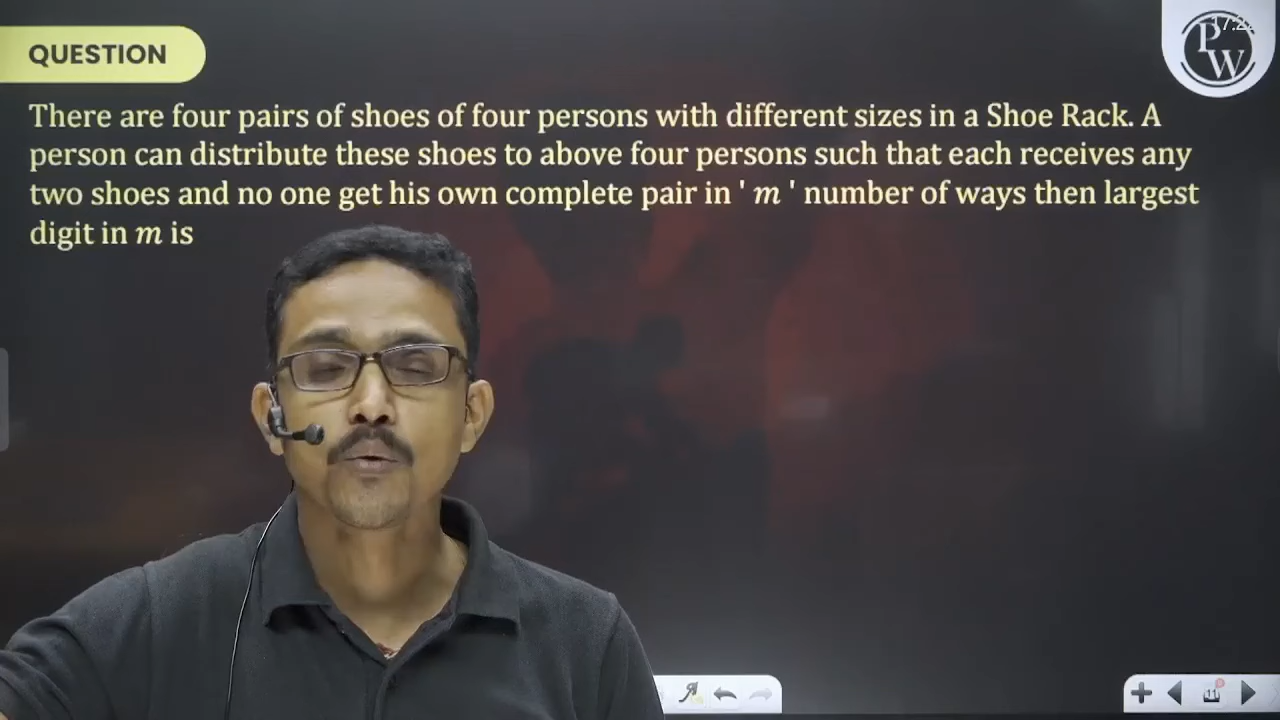 QUESTION
There are four pairs of shoes of four persons with different sizes in a Shoe Rack. A
person can distribute these shoes to above four persons such that each receives any
two shoes and no one get his own complete pair in ' m ' number of ways then largest
digit in m is
P
W
11